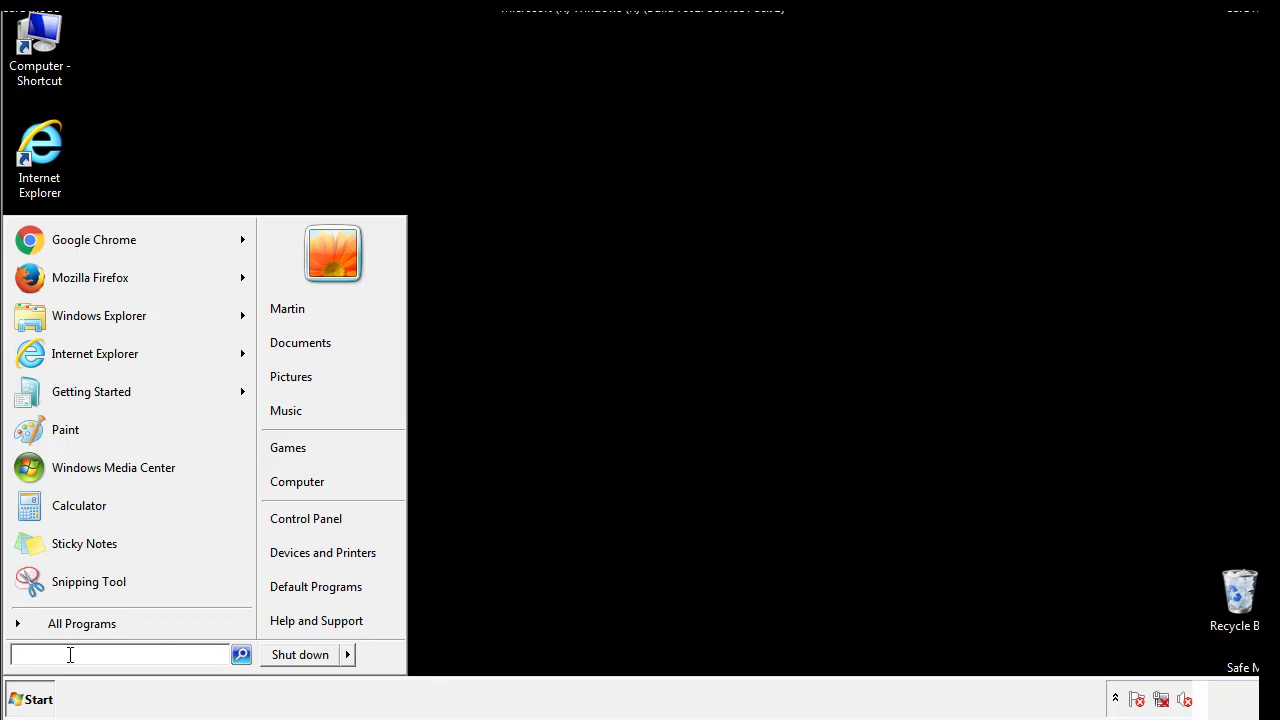 Computer -
Shortcut
Internet
Explorer
Google Chrome
Mozilla Firefox
Windows Explorer
Internet Explorer
Getting Started
Paint
Windows Media Center
Calculator
Sticky Notes
Snipping Tool
All Programs
Martin
Documents
Pictures
Music
Games
Computer
Control Panel
Devices and Printers
Default Programs
Help and Support
Shut down
Recycle B
Safe M
Start